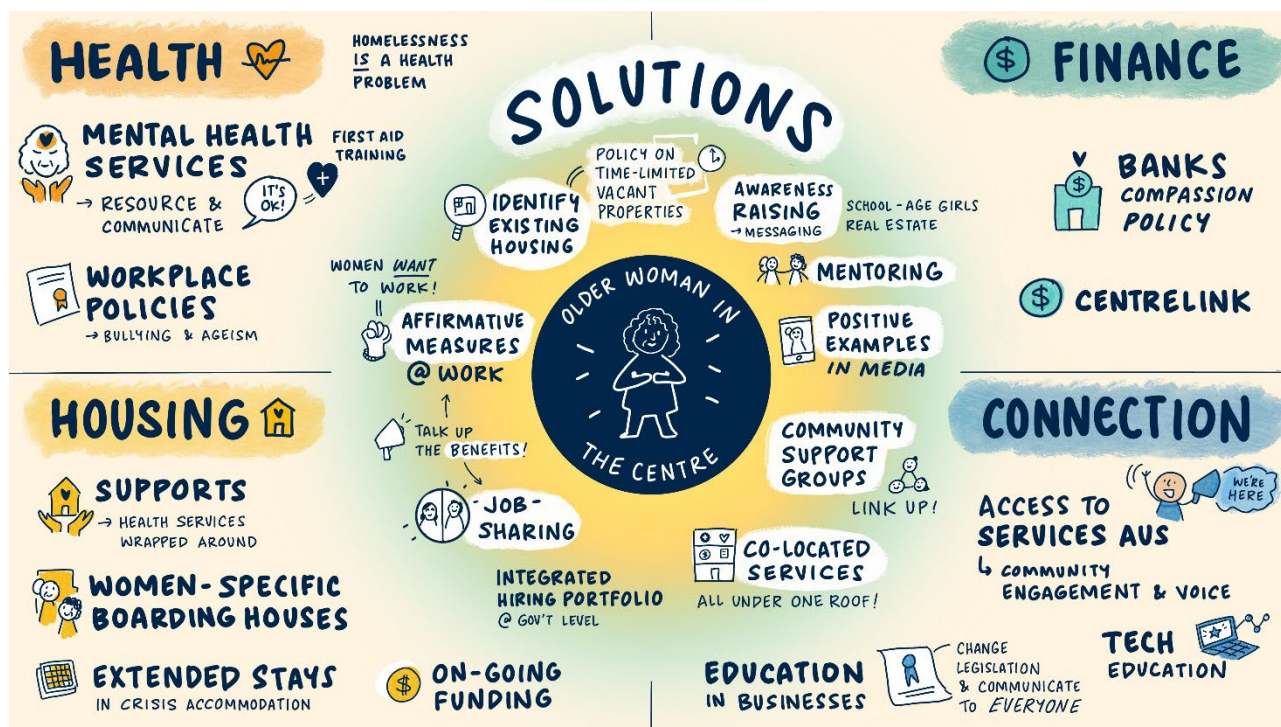 HEALTH
HOMELESSNESS
IS A HEALTH
PROBLEM
MENTAL HEALTH
SERVICES
→ RESOURCE &
COMMUNICATE
IT'S
OK!
FIRST AID
TRAINING
WORKPLACE
POLICIES
→ BULLYING & AGEISM
SOLUTIONS
IDENTIFY
EXISTING
HOUSING
POLICY ON
TIME-LIMITED
VACANT
PROPERTIES
AWARENESS
RAISING
→ MESSAGING
SCHOOL-AGE GIRLS
REAL ESTATE
MENTORING
WOMEN WANT
TO WORK!
AFFIRMATIVE
MEASURES
@ WORK
OLDER WOMAN IN
THE CENTRE
POSITIVE
EXAMPLES
IN MEDIA
TALK UP
THE BENEFITS!
JOB-
SHARING
COMMUNITY
SUPPORT
GROUPS
LINK UP!
INTEGRATED
HIRING PORTFOLIO
@ GOV'T LEVEL
CO-LOCATED
SERVICES
ALL UNDER ONE ROOF!
$ FINANCE
$
BANKS
COMPASSION
POLICY
$ CENTRELINK
HOUSING
SUPPORTS
→ HEALTH SERVICES
WRAPPED AROUND
WOMEN-SPECIFIC
BOARDING HOUSES
EXTENDED STAYS
IN CRISIS ACCOMMODATION
$ ON-GOING
FUNDING
CONNECTION
WE'RE
HERE
ACCESS TO
SERVICES AUS
↳ COMMUNITY
ENGAGEMENT & VOICE
TECH
EDUCATION
EDUCATION
IN BUSINESSES
CHANGE
LEGISLATION
& COMMUNICATE
TO EVERYONE